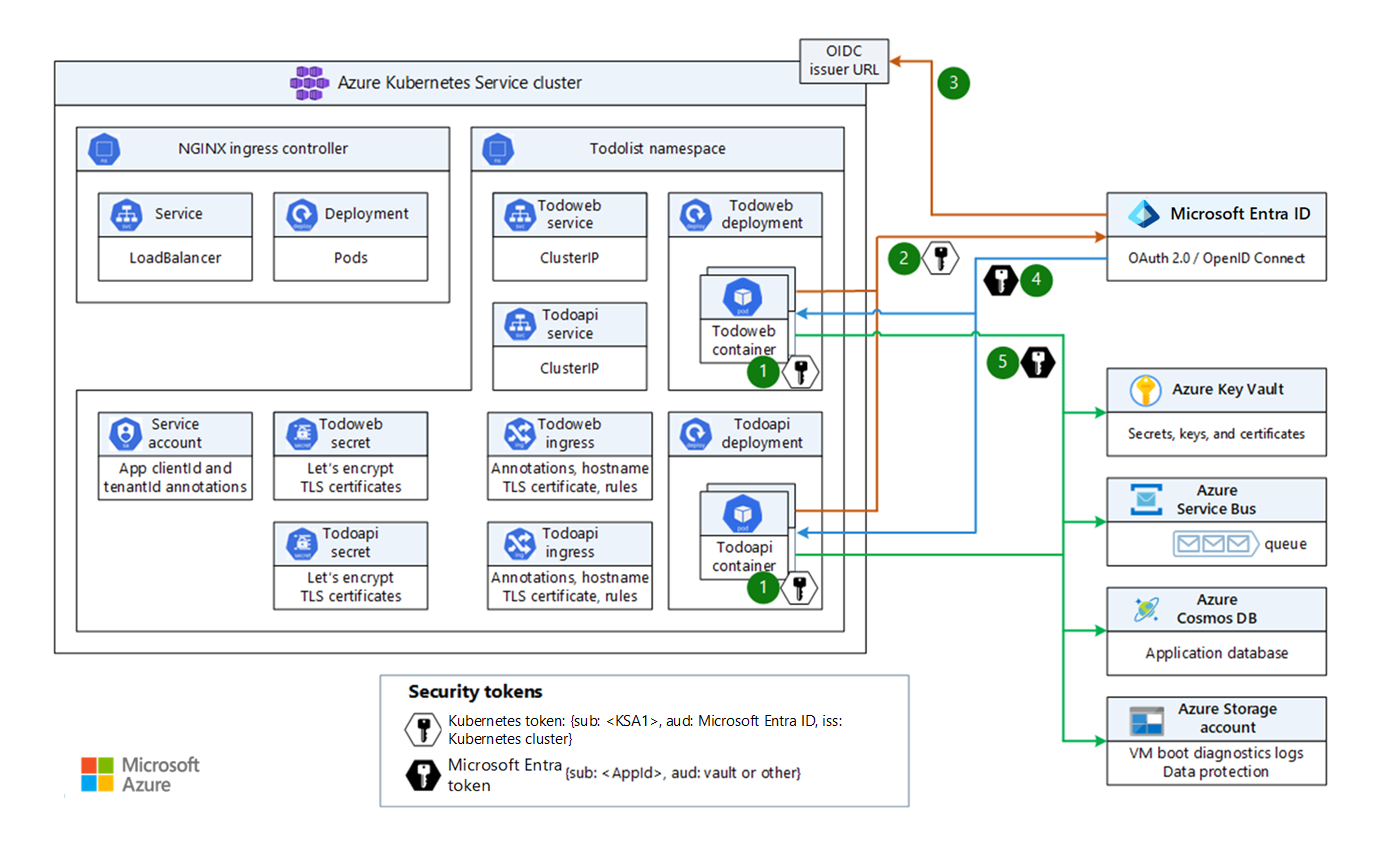 OIDC
issuer URL
Azure Kubernetes Service cluster
3
NGINX ingress controller
Todolist namespace
Service
LoadBalancer
Deployment
Pods
Todoweb
service
ClusterIP
Todoweb
deployment
Microsoft Entra ID
OAuth 2.0 / OpenID Connect
2
4
pod
Todoweb
container
1
Todoapi
service
ClusterIP
5
Azure Key Vault
Secrets, keys, and certificates
Service
account
App clientId and
tenantId annotations
Todoweb
secret
Let's encrypt
TLS certificates
Todoweb
ingress
Annotations, hostname
TLS certificate, rules
Todoapi
deployment
Azure
Service Bus
queue
pod
Todoapi
container
1
Todoapi
secret
Let's encrypt
TLS certificates
Todoapi
ingress
Annotations, hostname
TLS certificate, rules
Azure
Cosmos DB
Application database
Azure Storage
account
VM boot diagnostics logs
Data protection
Security tokens
Kubernetes token: {sub: <KSA1>, aud: Microsoft Entra ID, iss:
Kubernetes cluster}
Microsoft Entra
token
{sub: <AppId>, aud: vault or other}
Microsoft
Azure